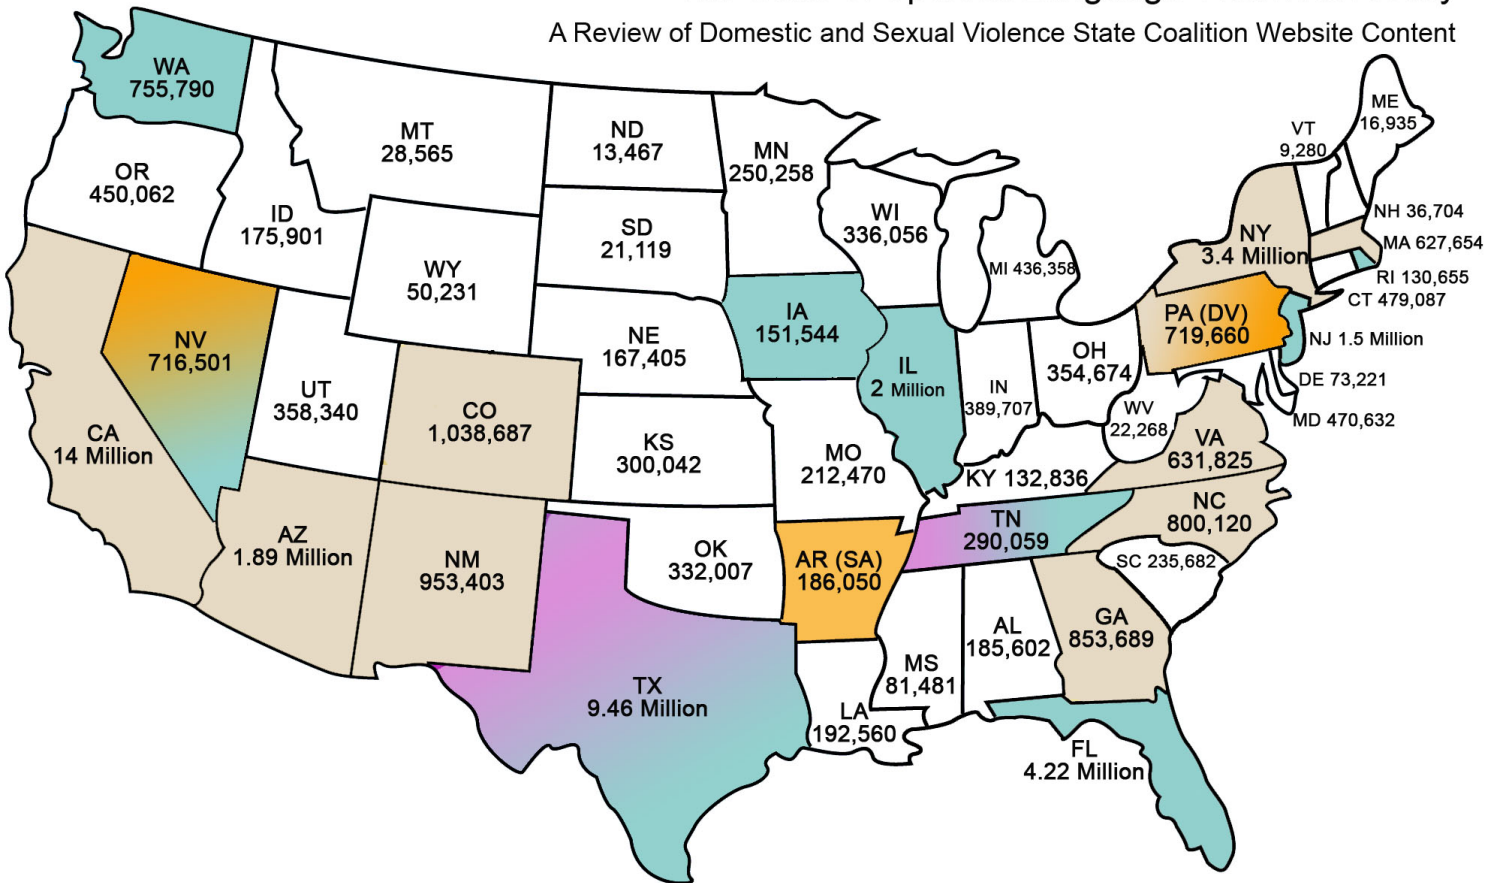 A Review of Domestic and Sexual Violence State Coalition Website Content
WA
755,790
OR
450,062
MT
28,565
ID
175,901
ND
13,467
MN
250,258
SD
21,119
WY
50,231
WI
336,056
MI 436,358
VT
9,280
ME
16,935
NH 36,704
NY
3.4 Million
MA 627,654
RI 130,655
CT 479,087
PA (DV)
719,660
NJ 1.5 Million
DE 73,221
MD 470,632
NV
716,501
UT
358,340
CO
1,038,687
NE
167,405
IA
151,544
IL
2 Million
IN
389,707
OH
354,674
WV
22,268
VA
631,825
CA
14 Million
KS
300,042
MO
212,470
KY 132,836
NC
800,120
TN
290,059
SC 235,682
AZ
1.89 Million
NM
953,403
OK
332,007
AR (SA)
186,050
MS
81,481
AL
185,602
GA
853,689
TX
9.46 Million
LA
192,560
FL
4.22 Million